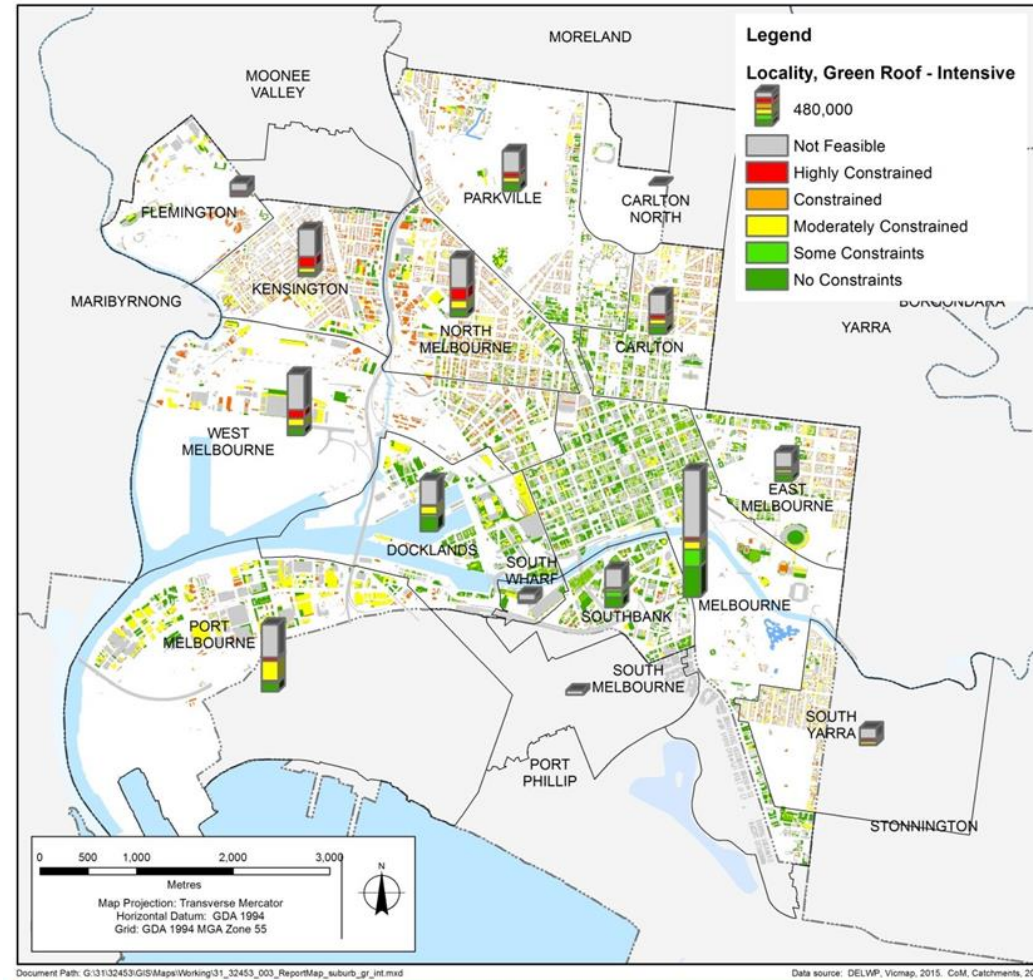 MORELAND
MOONEE
VALLEY
PARKVILLE
CARLTON
NORTH
FLEMINGTON
KENSINGTON
MARIBYRNONG
NORTH
MELBOURNE
CARLTON
YARRA
WEST
MELBOURNE
EAST
MELBOURNE
DOCKLANDS
SOUTH
WHARF
SOUTHBANK
MELBOURNE
PORT
MELBOURNE
SOUTH
MELBOURNE
SOUTH
YARRA
PORT
PHILLIP
STONNINGTON
Legend
Locality, Green Roof - Intensive
480,000
Not Feasible
Highly Constrained
Constrained
Moderately Constrained
Some Constraints
No Constraints
0 500 1,000 2,000 3,000
Metres
Map Projection: Transverse Mercator
Horizontal Datum: GDA 1994
Grid: GDA 1994 MGA Zone 55
N
Document Path: G:\31\32453\GIS\Maps\Working\31_32453_003_ReportMap_suburb_gr_int.mxd
Data source: DELWP, Vicmap, 2015. CoM, Catchments,